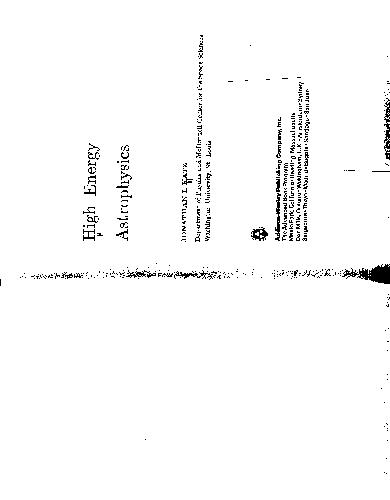 High Energy
Astrophysics
JONATHAN I. KATZ
Department of Physics and McDonnell Center for the Space Sciences
Washington University, St. Louis
Addison-Wesley Publishing Company, Inc.
The Advanced Book Program
Menlo Park, California Reading, Massachusetts
Don Mills, Ontario Wokingham, U.K. Amsterdam Sydney
Singapore Tokyo Madrid Bogota Santiago San Juan